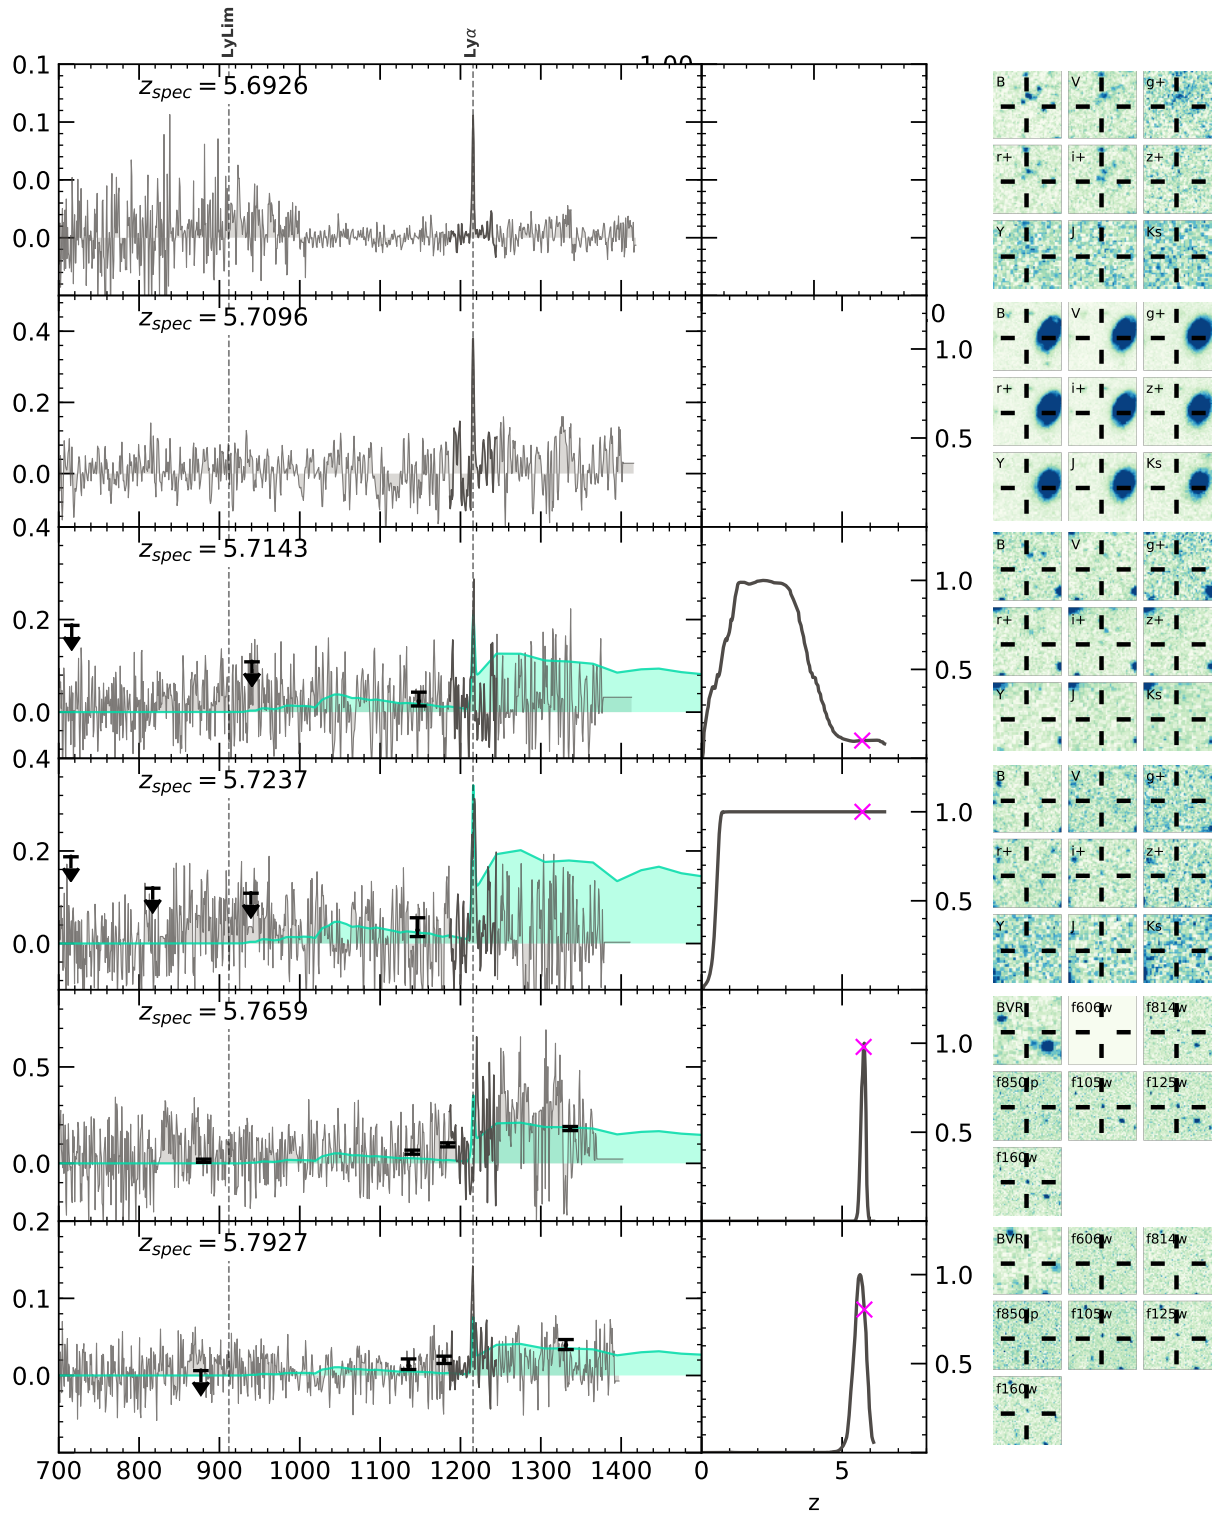 LyLim
Lyα
1.00
0.1
0.1
0.0
0.0
z_spec = 5.6926
B
V
g+
r+
i+
z+
Y
J
Ks
0.4
0.2
0.0
z_spec = 5.7096
0
1.0
0.5
B
V
g+
r+
i+
z+
Y
J
Ks
0.4
0.2
0.0
z_spec = 5.7143
1.0
0.5
B
V
g+
r+
i+
z+
Y
J
Ks
0.4
0.2
0.0
z_spec = 5.7237
1.0
0.5
B
V
g+
r+
i+
z+
Y
J
Ks
0.5
0.0
z_spec = 5.7659
1.0
0.5
BVR
f606w
f814w
f850lp
f105w
f125w
f160w
0.2
0.1
0.0
z_spec = 5.7927
1.0
0.5
BVR
f606w
f814w
f850lp
f105w
f125w
f160w
700 800 900 1000 1100 1200 1300 1400
0 5
z